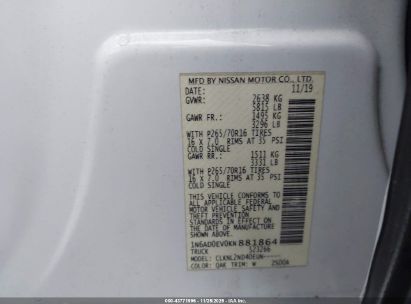 MFD BY NISSAN MOTOR CO., LTD.
DATE: 11/19
GVWR: 2638 KG
5815 LB
GAWR FR.: 1495 KG
3296 LB
WITH P265/70R16 TIRES
16 X 7.0 RIMS AT 35 PSI
COLD SINGLE
GAWR RR.: 1511 KG
3331 LB
WITH P265/70R16 TIRES
16 X 7.0 RIMS AT 35 PSI
COLD SINGLE
THIS VEHICLE CONFORMS TO
ALL APPLICABLE FEDERAL
MOTOR VEHICLE SAFETY
STANDARDS IN EFFECT ON
THE DATE OF MANUFACTURE
SHOWN ABOVE.
1N6AD0EV0KN881864
TRUCK 523266
MODEL:
COLOR: QAK TRIM: W